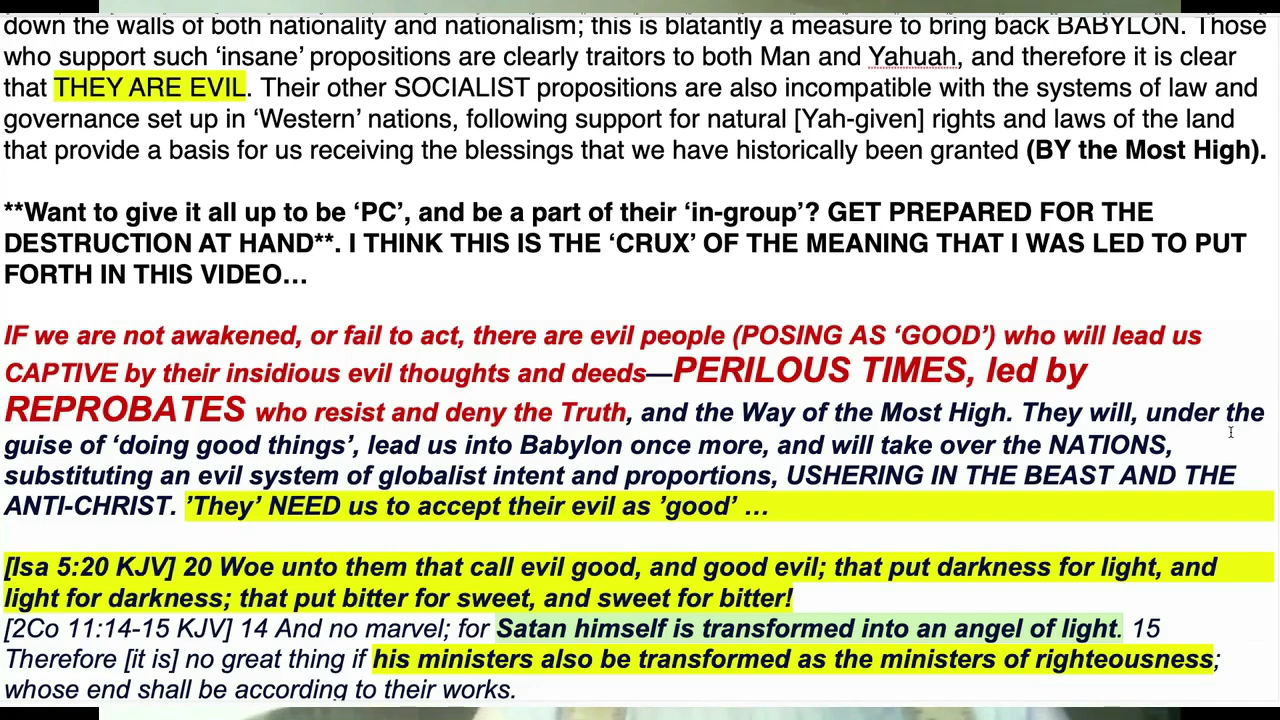 down the walls of both nationality and nationalism; this is blatantly a measure to bring back BABYLON. Those
who support such ‘insane’ propositions are clearly traitors to both Man and Yahuah, and therefore it is clear
that THEY ARE EVIL. Their other SOCIALIST propositions are also incompatible with the systems of law and
governance set up in ‘Western’ nations, following support for natural [Yah-given] rights and laws of the land
that provide a basis for us receiving the blessings that we have historically been granted (BY the Most High).
**Want to give it all up to be ‘PC’, and be a part of their ‘in-group’? GET PREPARED FOR THE
DESTRUCTION AT HAND**. I THINK THIS IS THE ‘CRUX’ OF THE MEANING THAT I WAS LED TO PUT
FORTH IN THIS VIDEO…
IF we are not awakened, or fail to act, there are evil people (POSING AS ‘GOOD’) who will lead us
CAPTIVE by their insidious evil thoughts and deeds—PERILOUS TIMES, led by
REPROBATES who resist and deny the Truth, and the Way of the Most High. They will, under the
guise of ‘doing good things’, lead us into Babylon once more, and will take over the NATIONS,
substituting an evil system of globalist intent and proportions, USHERING IN THE BEAST AND THE
ANTI-CHRIST. ’They’ NEED us to accept their evil as ’good’ …
[Isa 5:20 KJV] 20 Woe unto them that call evil good, and good evil; that put darkness for light, and
light for darkness; that put bitter for sweet, and sweet for bitter!
[2Co 11:14-15 KJV] 14 And no marvel; for Satan himself is transformed into an angel of light. 15
Therefore [it is] no great thing if his ministers also be transformed as the ministers of righteousness;
whose end shall be according to their works.